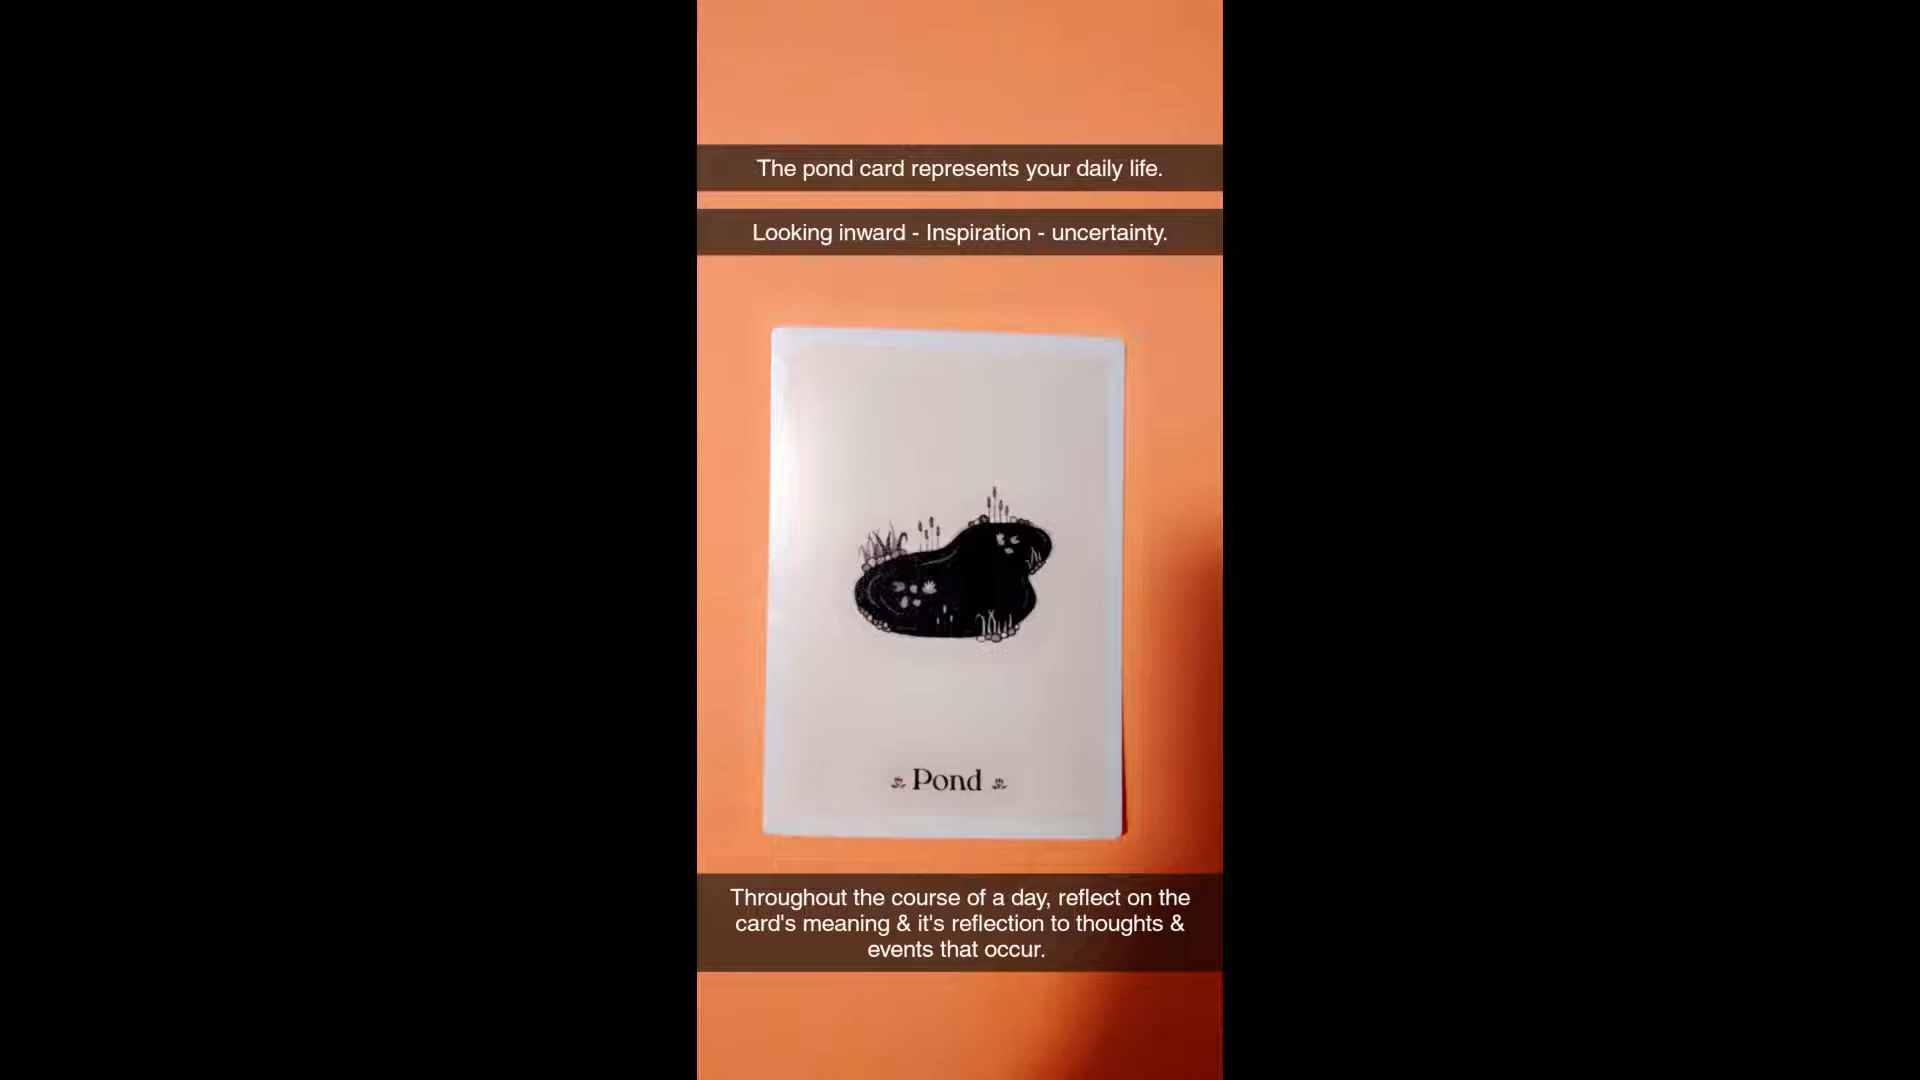 The pond card represents your daily life.
Looking inward - Inspiration - uncertainty.
Pond
Throughout the course of a day, reflect on the
card's meaning & it's reflection to thoughts &
events that occur.